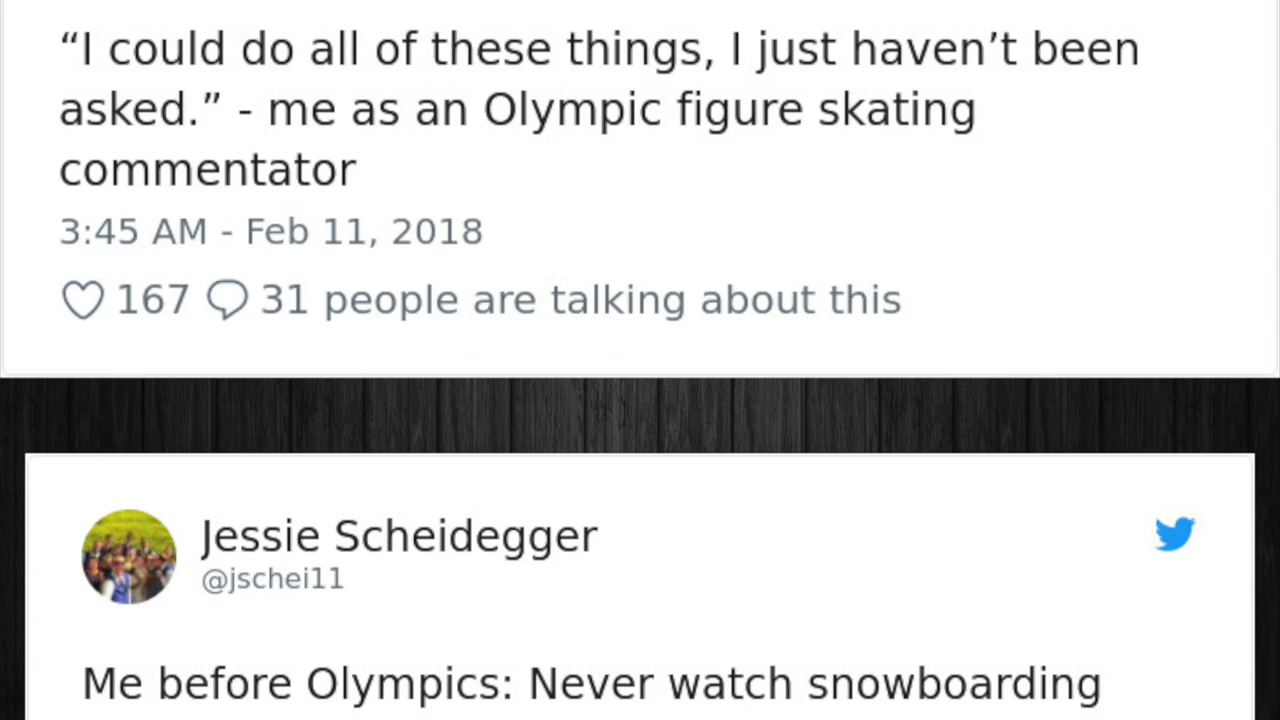 “I could do all of these things, I just haven’t been
asked.” - me as an Olympic figure skating
commentator
3:45 AM - Feb 11, 2018
167 31 people are talking about this
Jessie Scheidegger
@jschei11
Me before Olympics: Never watch snowboarding